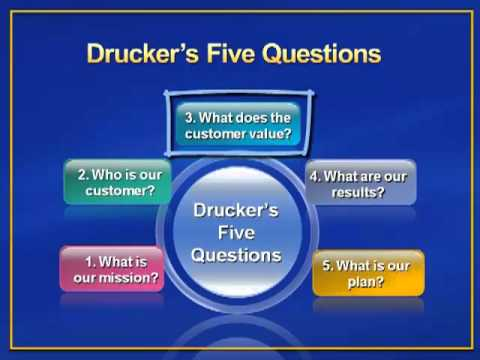 Drucker's Five Questions
3. What does the
customer value?
2. Who is our
customer?
4. What are our
results?
Drucker's
Five
Questions
1. What is
our mission?
5. What is our
plan?